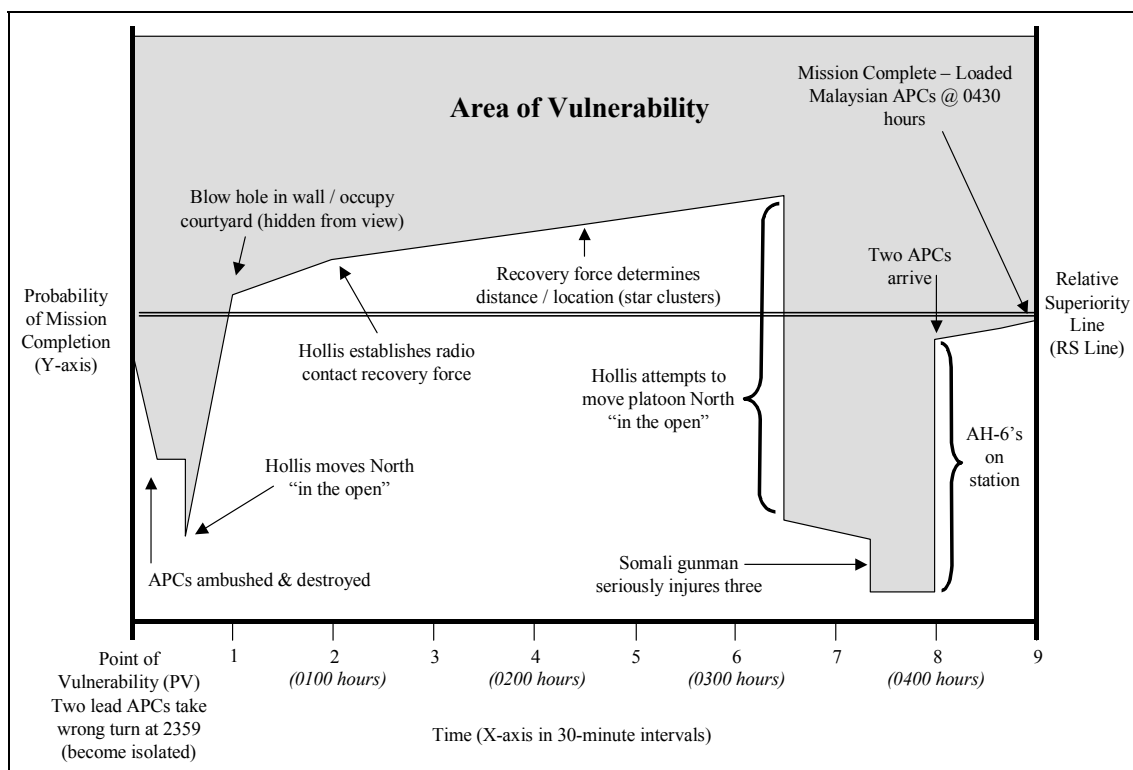 Mission Complete – Loaded
Malaysian APCs @ 0430
hours
Area of Vulnerability
Blow hole in wall / occupy
courtyard (hidden from view)
Two APCs
arrive
Recovery force determines
distance / location (star clusters)
Probability
of Mission
Completion
(Y-axis)
Relative
Superiority
Line
(RS Line)
Hollis establishes radio
contact recovery force
Hollis attempts to
move platoon North
“in the open”
AH-6’s
on
station
Hollis moves North
“in the open”
APCs ambushed & destroyed
Somali gunman
seriously injures three
1 2 3 4 5 6 7 8 9
(0100 hours) (0200 hours) (0300 hours) (0400 hours)
Point of
Vulnerability (PV)
Two lead APCs take
wrong turn at 2359
(become isolated)
Time (X-axis in 30-minute intervals)